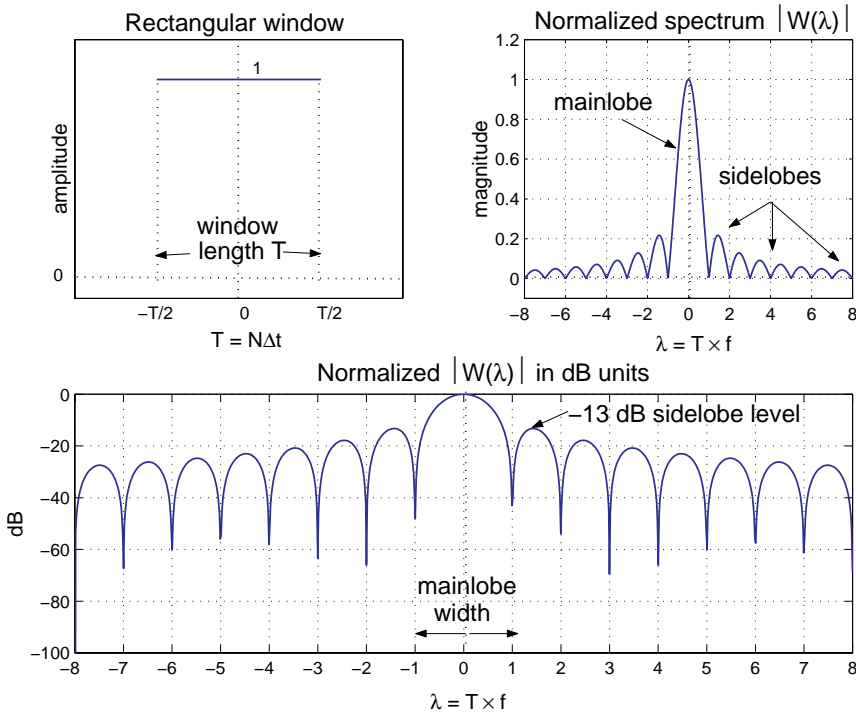 Rectangular window
1
amplitude
window
length T
0
−T/2
0
T/2
T = N∆t
Normalized spectrum |W(λ)|
1.2
1
0.8
0.6
0.4
0.2
0
magnitude
mainlobe
sidelobes
−8 −6 −4 −2 0 2 4 6 8
λ = T × f
Normalized |W(λ)| in dB units
0
−20
−40
−60
−80
−100
dB
−13 dB sidelobe level
mainlobe
width
−8 −7 −6 −5 −4 −3 −2 −1 0 1 2 3 4 5 6 7 8
λ = T × f